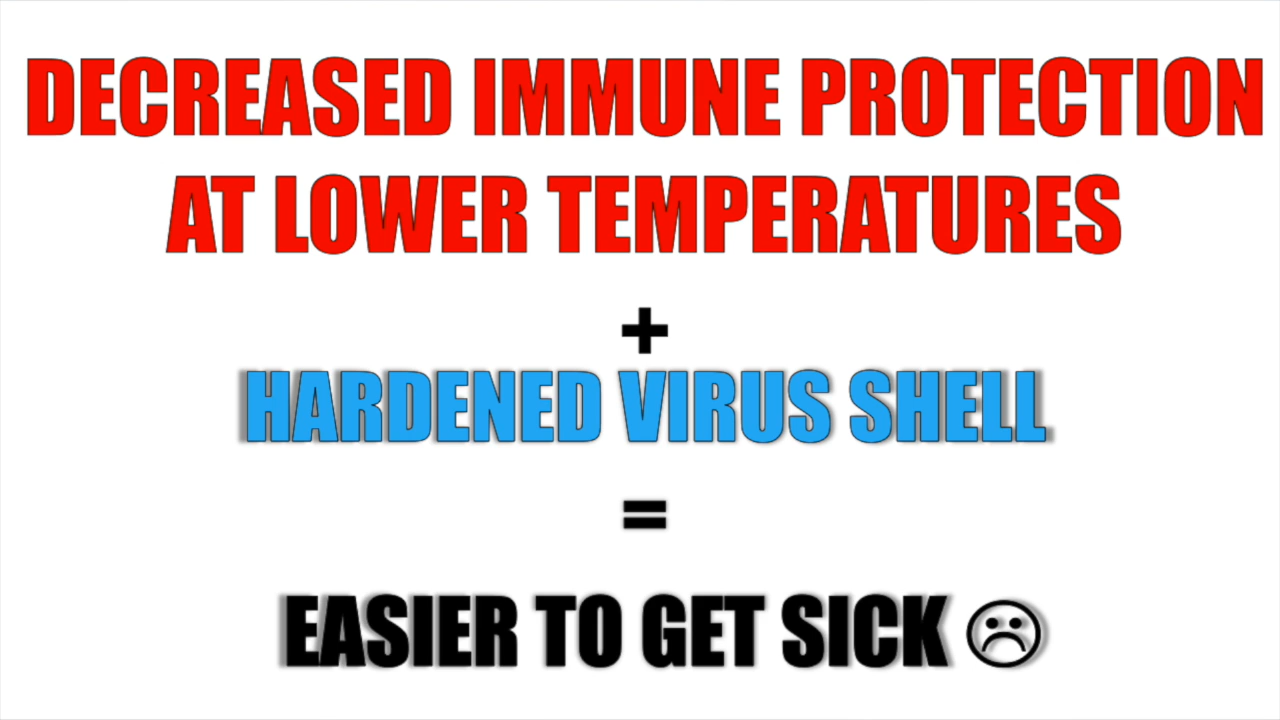 DECREASED IMMUNE PROTECTION
AT LOWER TEMPERATURES
+
HARDENED VIRUS SHELL
=
EASIER TO GET SICK ☹